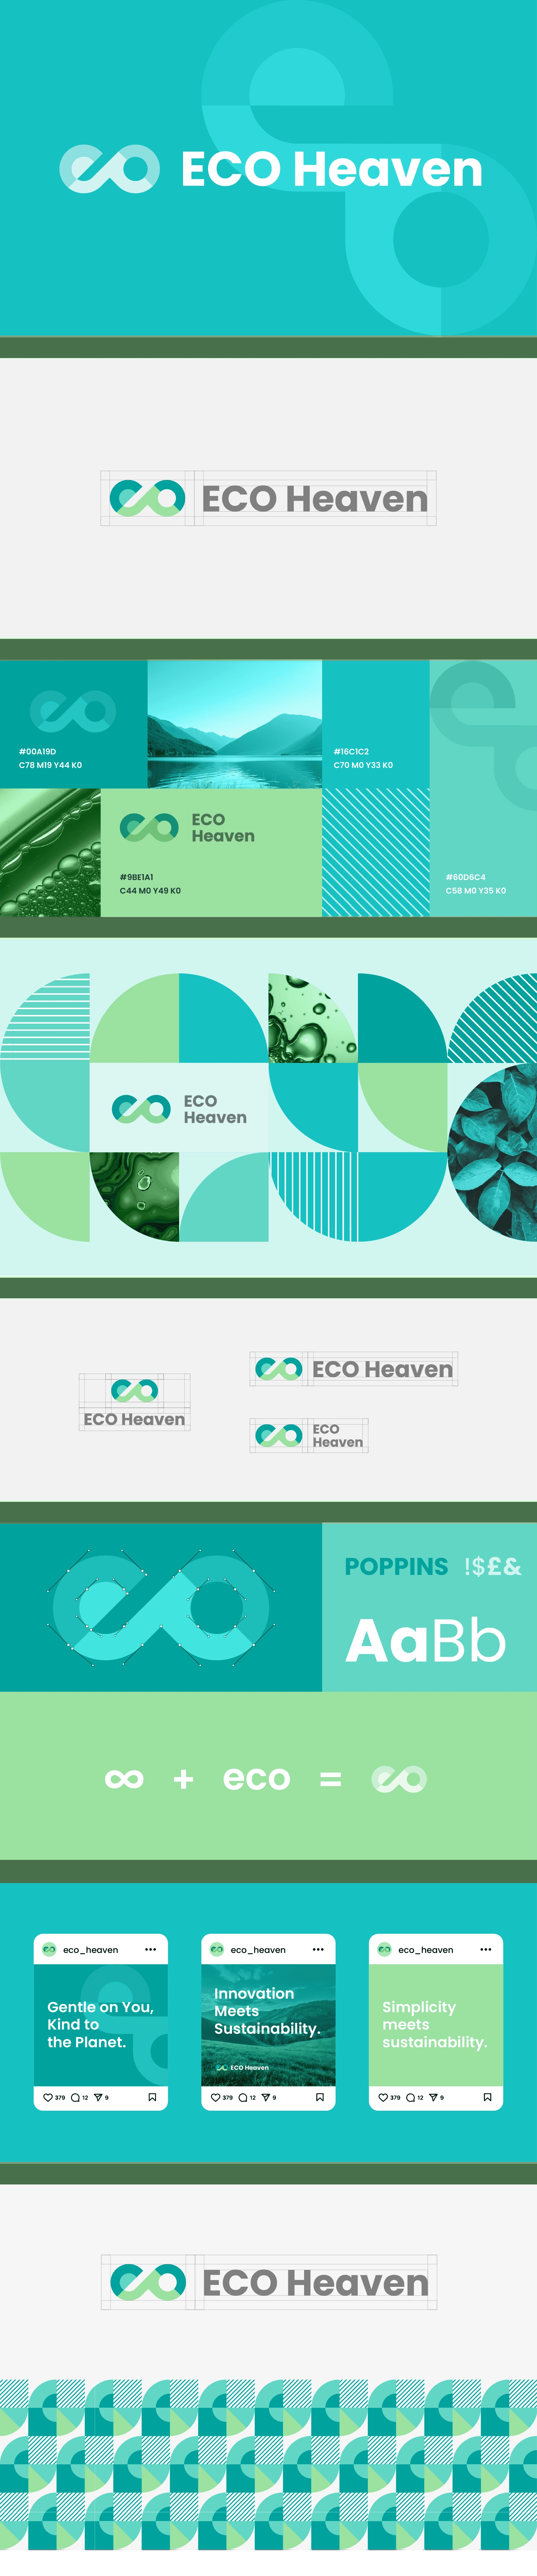 ECO Heaven
ECO Heaven
#00A19D
C78 M19 Y44 K0
#16C1C2
C70 M0 Y33 K0
ECO
Heaven
#9BE1A1
C44 M0 Y49 K0
#60D6C4
C58 M0 Y35 K0
ECO
Heaven
ECO Heaven
ECO Heaven
ECO
Heaven
POPPINS !$£&
AaBb
∞ + eco =
eco_heaven
Gentle on You,
Kind to
the Planet.
379 12 9
eco_heaven
Innovation
Meets
Sustainability.
ECO Heaven
379 12 9
eco_heaven
Simplicity
meets
sustainability.
379 12 9
ECO Heaven